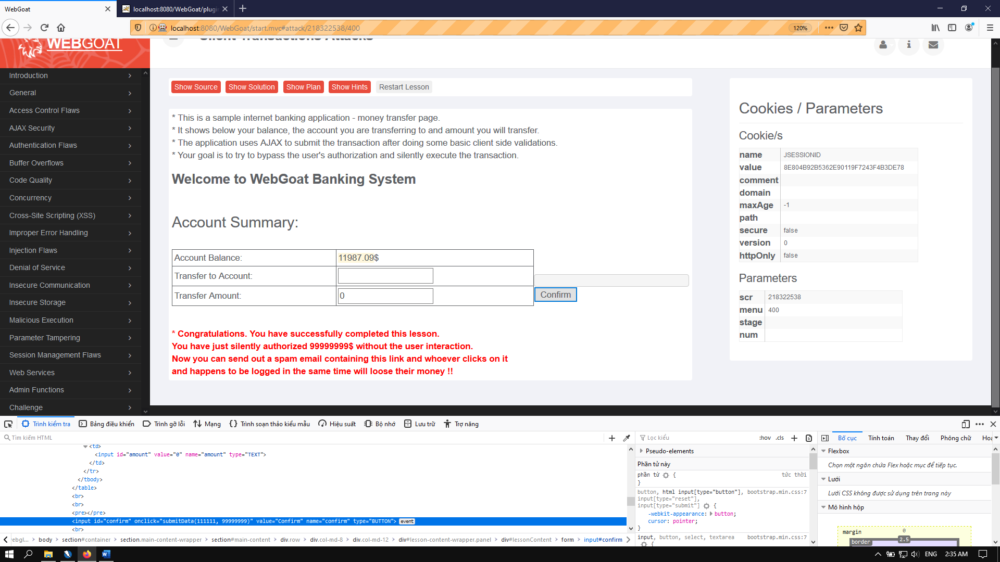 WebGoat
localhost:8080/WebGoat/plugin
localhost:8080/WebGoat/start.mvc#attack/218322538/400
120%
WEBGOAT
Client Transactions Attacks
Introduction
General
Access Control Flaws
AJAX Security
Authentication Flaws
Buffer Overflows
Code Quality
Concurrency
Cross-Site Scripting (XSS)
Improper Error Handling
Injection Flaws
Denial of Service
Insecure Communication
Insecure Storage
Malicious Execution
Parameter Tampering
Session Management Flaws
Web Services
Admin Functions
Challenge
Show Source
Show Solution
Show Plan
Show Hints
Restart Lesson
* This is a sample internet banking application - money transfer page.
* It shows below your balance, the account you are transferring to and amount you will transfer.
* The application uses AJAX to submit the transaction after doing some basic client side validations.
* Your goal is to try to bypass the user's authorization and silently execute the transaction.
Welcome to WebGoat Banking System
Account Summary:
Account Balance: 11987.09$
Transfer to Account:
Transfer Amount: 0
Confirm
* Congratulations. You have successfully completed this lesson.
You have just silently authorized 99999999$ without the user interaction.
Now you can send out a spam email containing this link and whoever clicks on it
and happens to be logged in the same time will loose their money !!
Cookies / Parameters
Cookie/s
name JSESSIONID
value 8E804B92B5362E90119F7243F4B3DE78
comment
domain
maxAge -1
path
secure false
version 0
httpOnly false
Parameters
scr 218322538
menu 400
stage
num
Trình kiểm tra
Bảng điều khiển
Trình gỡ lỗi
Mạng
Trình soạn thảo kiểu mẫu
Hiệu suất
Bộ nhớ
Lưu trữ
Trợ năng
Tìm kiếm HTML
<td>
<input id="amount" value="0" name="amount" type="TEXT">
</td>
</tr>
</tbody>
</table>
<br>
<br>
<pre></pre>
<input id="confirm" onclick="submitData(111111, 99999999)" value="Confirm" name="confirm" type="BUTTON"> event
<br>
body > section#container > section.main-content-wrapper > section#main-content > div.row > div.col-md-8 > div.col-md-12 > div#lesson-content-wrapper.panel > div#lessonContent > form > input#confirm
Lọc kiểu
:hov .cls
Pseudo-elements
Phần tử này
phần tử { tức thời
}
button, html input[type="button"], bootstrap.min.css:7
input[type="reset"],
input[type="submit"] {
-webkit-appearance: button;
cursor: pointer;
}
input, button, select, textarea bootstrap.min.css:7
{
Bố cục
Tính toán
Thay đổi
Phông chữ
Hoạ
Flexbox
Chọn một ngăn chứa Flex hoặc mục để tiếp tục.
Lưới
Lưới CSS không được sử dụng trên trang này
Mô hình hộp
margin 0
border 2.5
ENG
2:35 AM